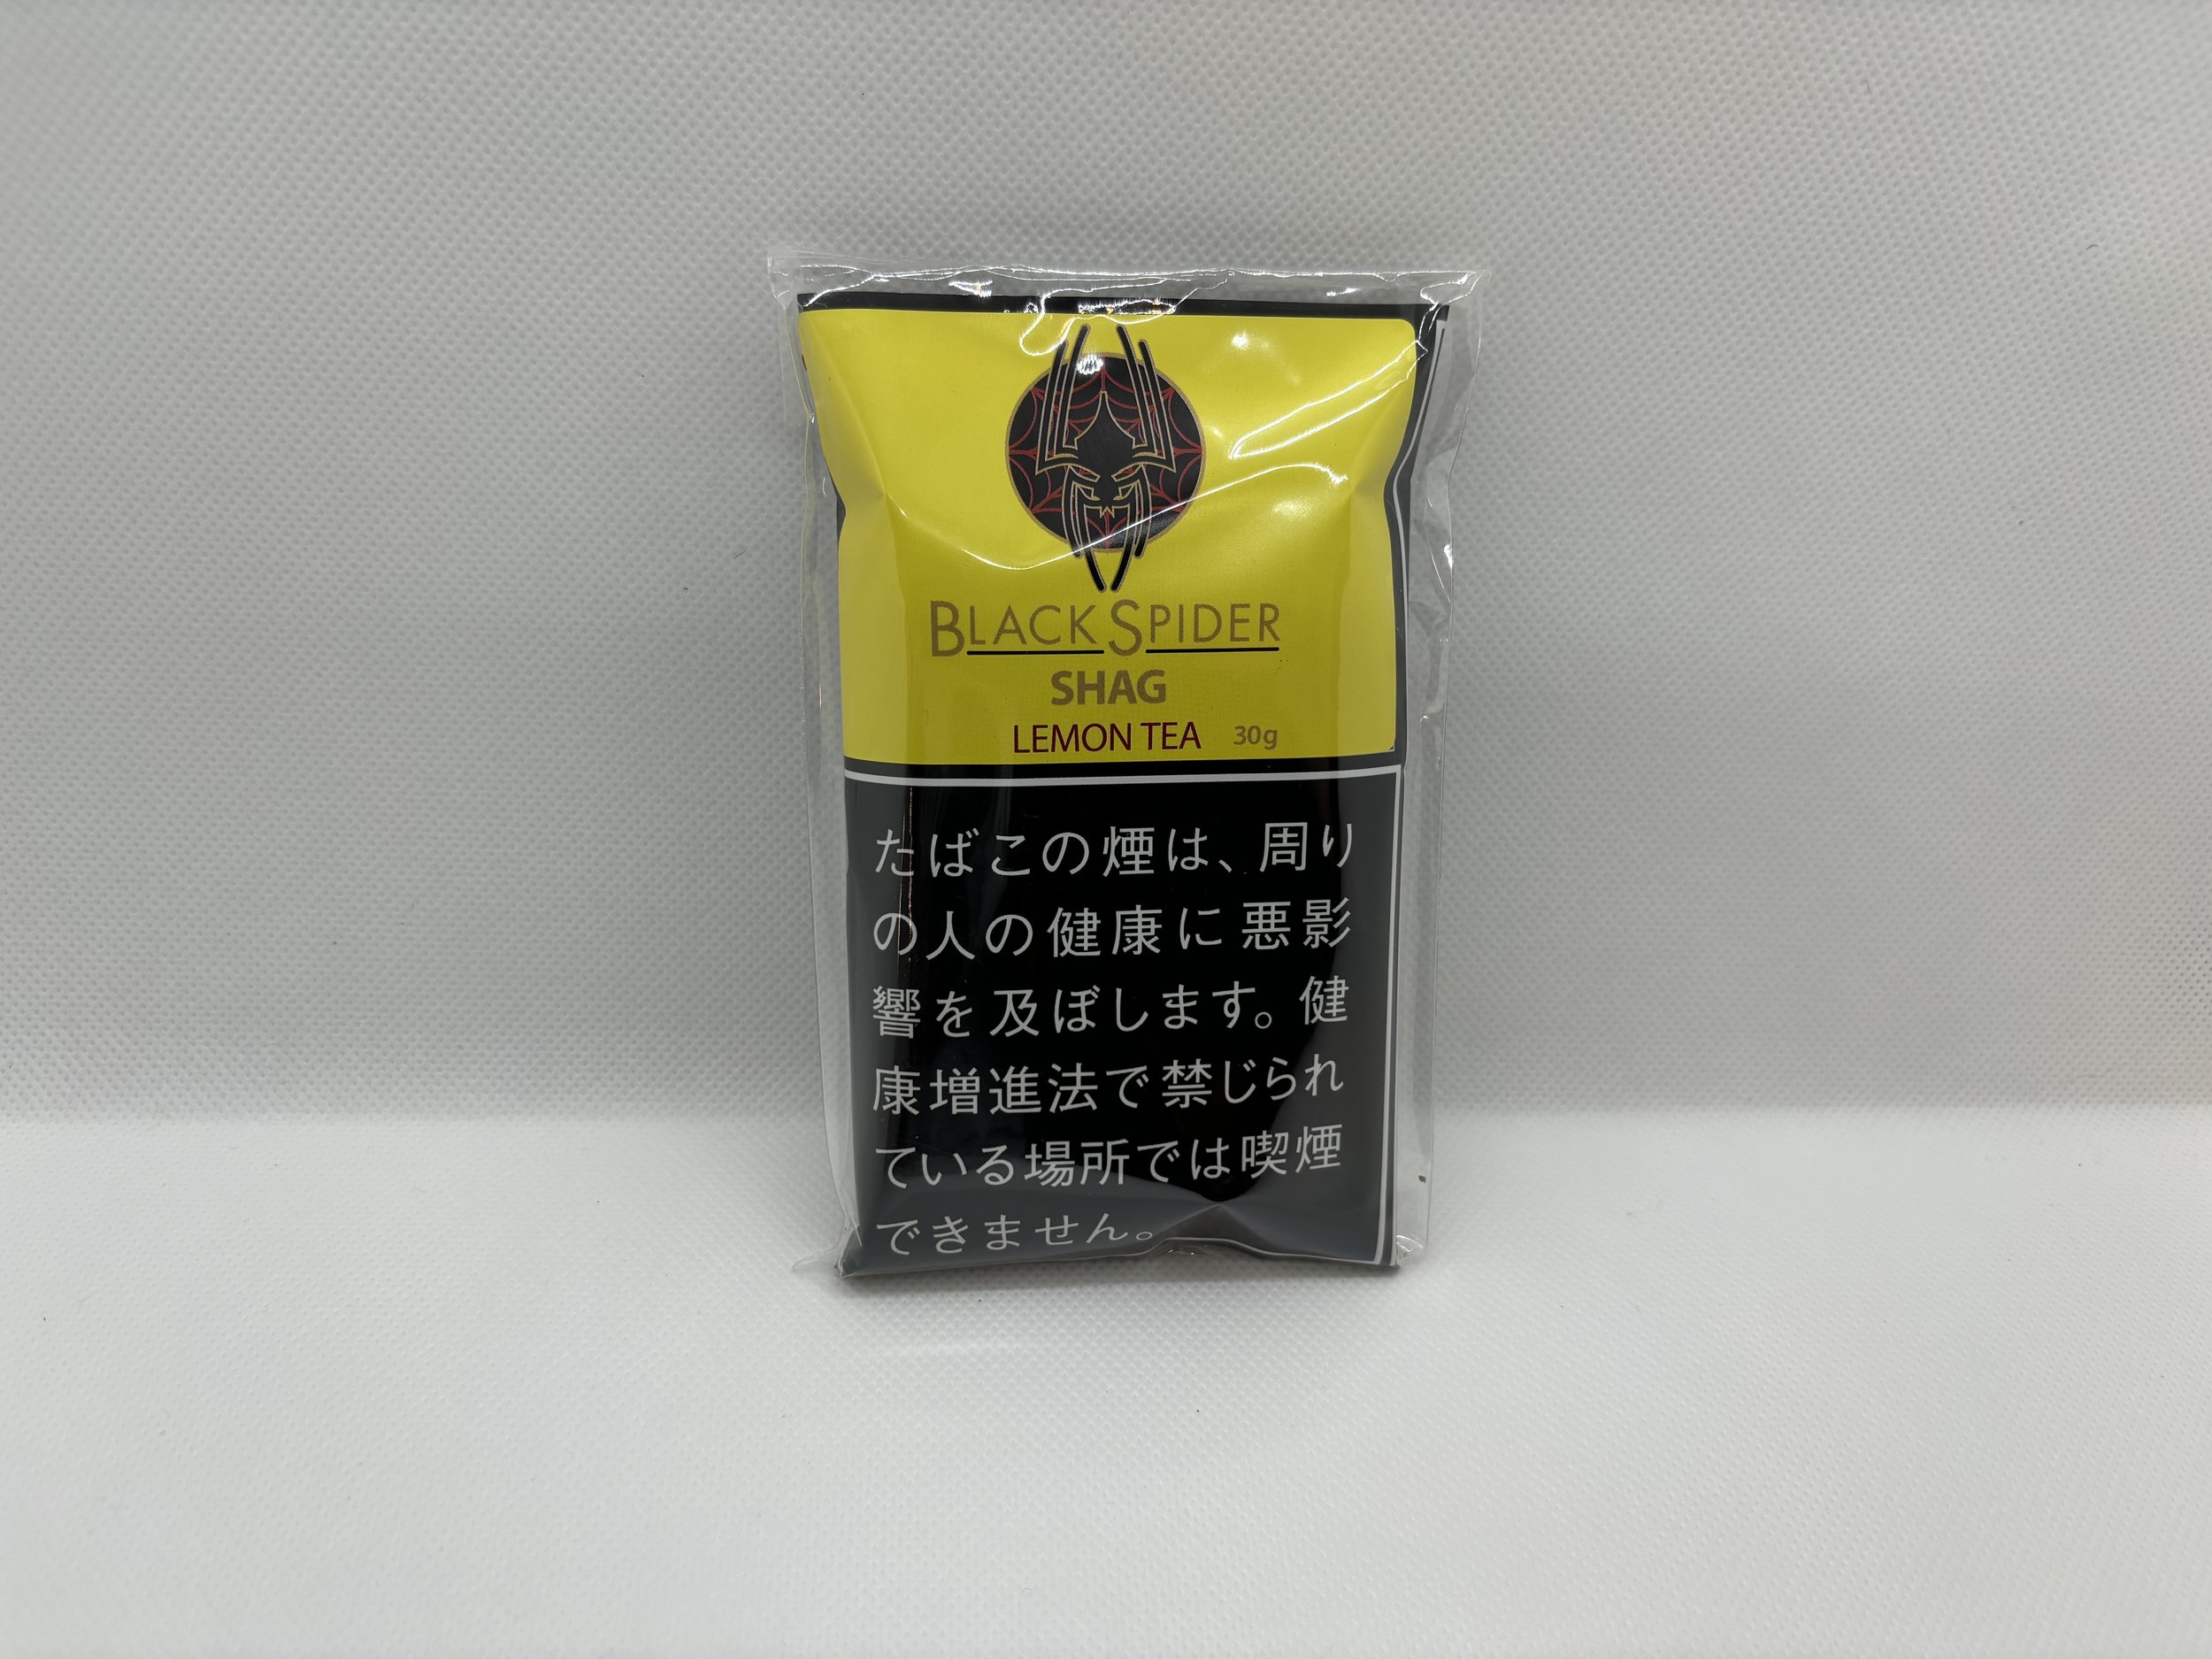 BLACK SPIDER
SHAG
LEMON TEA 30g
たばこの煙は、周り
の人の健康に悪影
響を及ぼします。健
康増進法で禁じられ
ている場所では喫煙
できません。